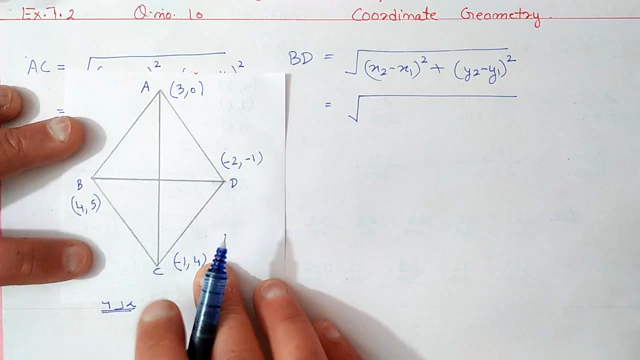 Ex.7.2 Q.no. 10 Coordinate Geometry
AC = √ BD = √(x₂-x₁)² + (y₂-y₁)²
= = √
A (3,0)
(-2,-1)
B D
(4,5)
C (-1,4)